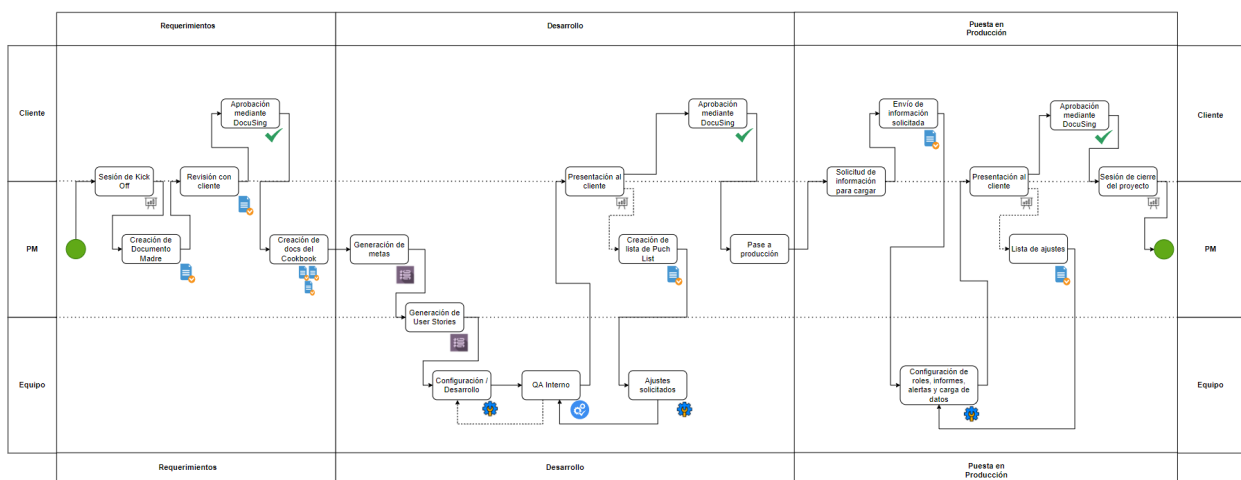 Requerimientos
Desarrollo
Puesta en
Producción
Cliente
Aprobación
mediante
DocuSing
Aprobación
mediante
DocuSing
Envío de
información
solicitada
Aprobación
mediante
DocuSing
Cliente
Sesión de Kick
Off
Revisión con
cliente
Presentación al
cliente
Solicitud de
información
para cargar
Presentación al
cliente
Sesión de cierre
del proyecto
PM
Creación de
Documento
Madre
Creación de
docs del
Cookbook
Generación de
metas
Creación de
lista de Puch
List
Pase a
producción
Lista de ajustes
PM
Generación de
User Stories
Equipo
Configuración /
Desarrollo
QA Interno
Ajustes
solicitados
Configuración de
roles, informes,
alertas y carga de
datos
Equipo
Requerimientos
Desarrollo
Puesta en
Producción